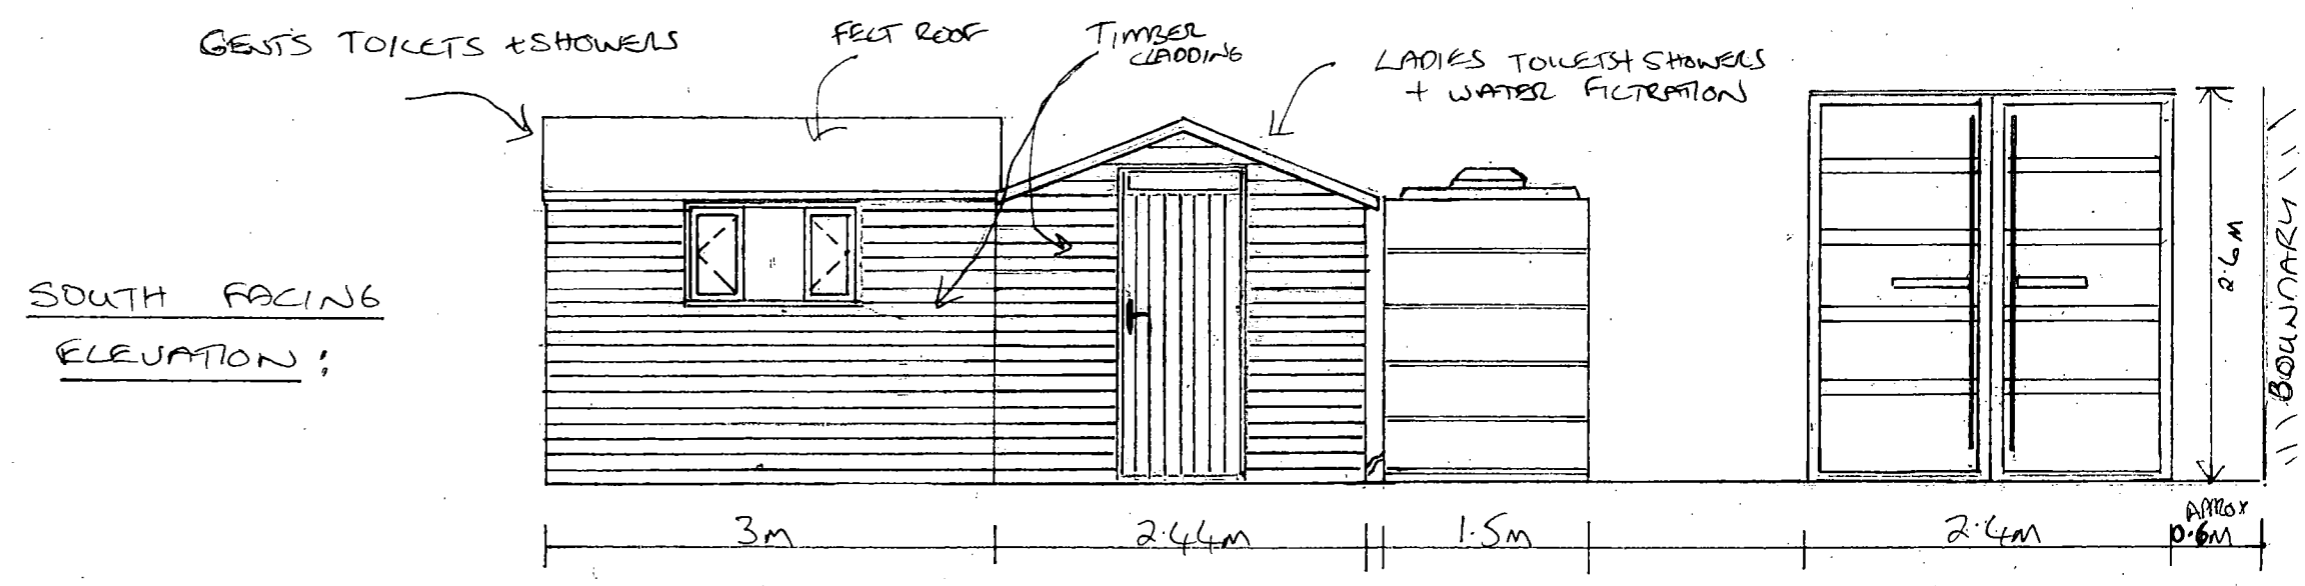 GENTS TOILETS + SHOWERS
FELT ROOF
TIMBER
CLADDING
LADIES TOILETS + SHOWERS
+ WATER FILTRATION
SOUTH FACING
ELEVATION:
2.6M
BOUNDARY
3M
2.44M
1.5M
2.4M
APPROX
0.6M